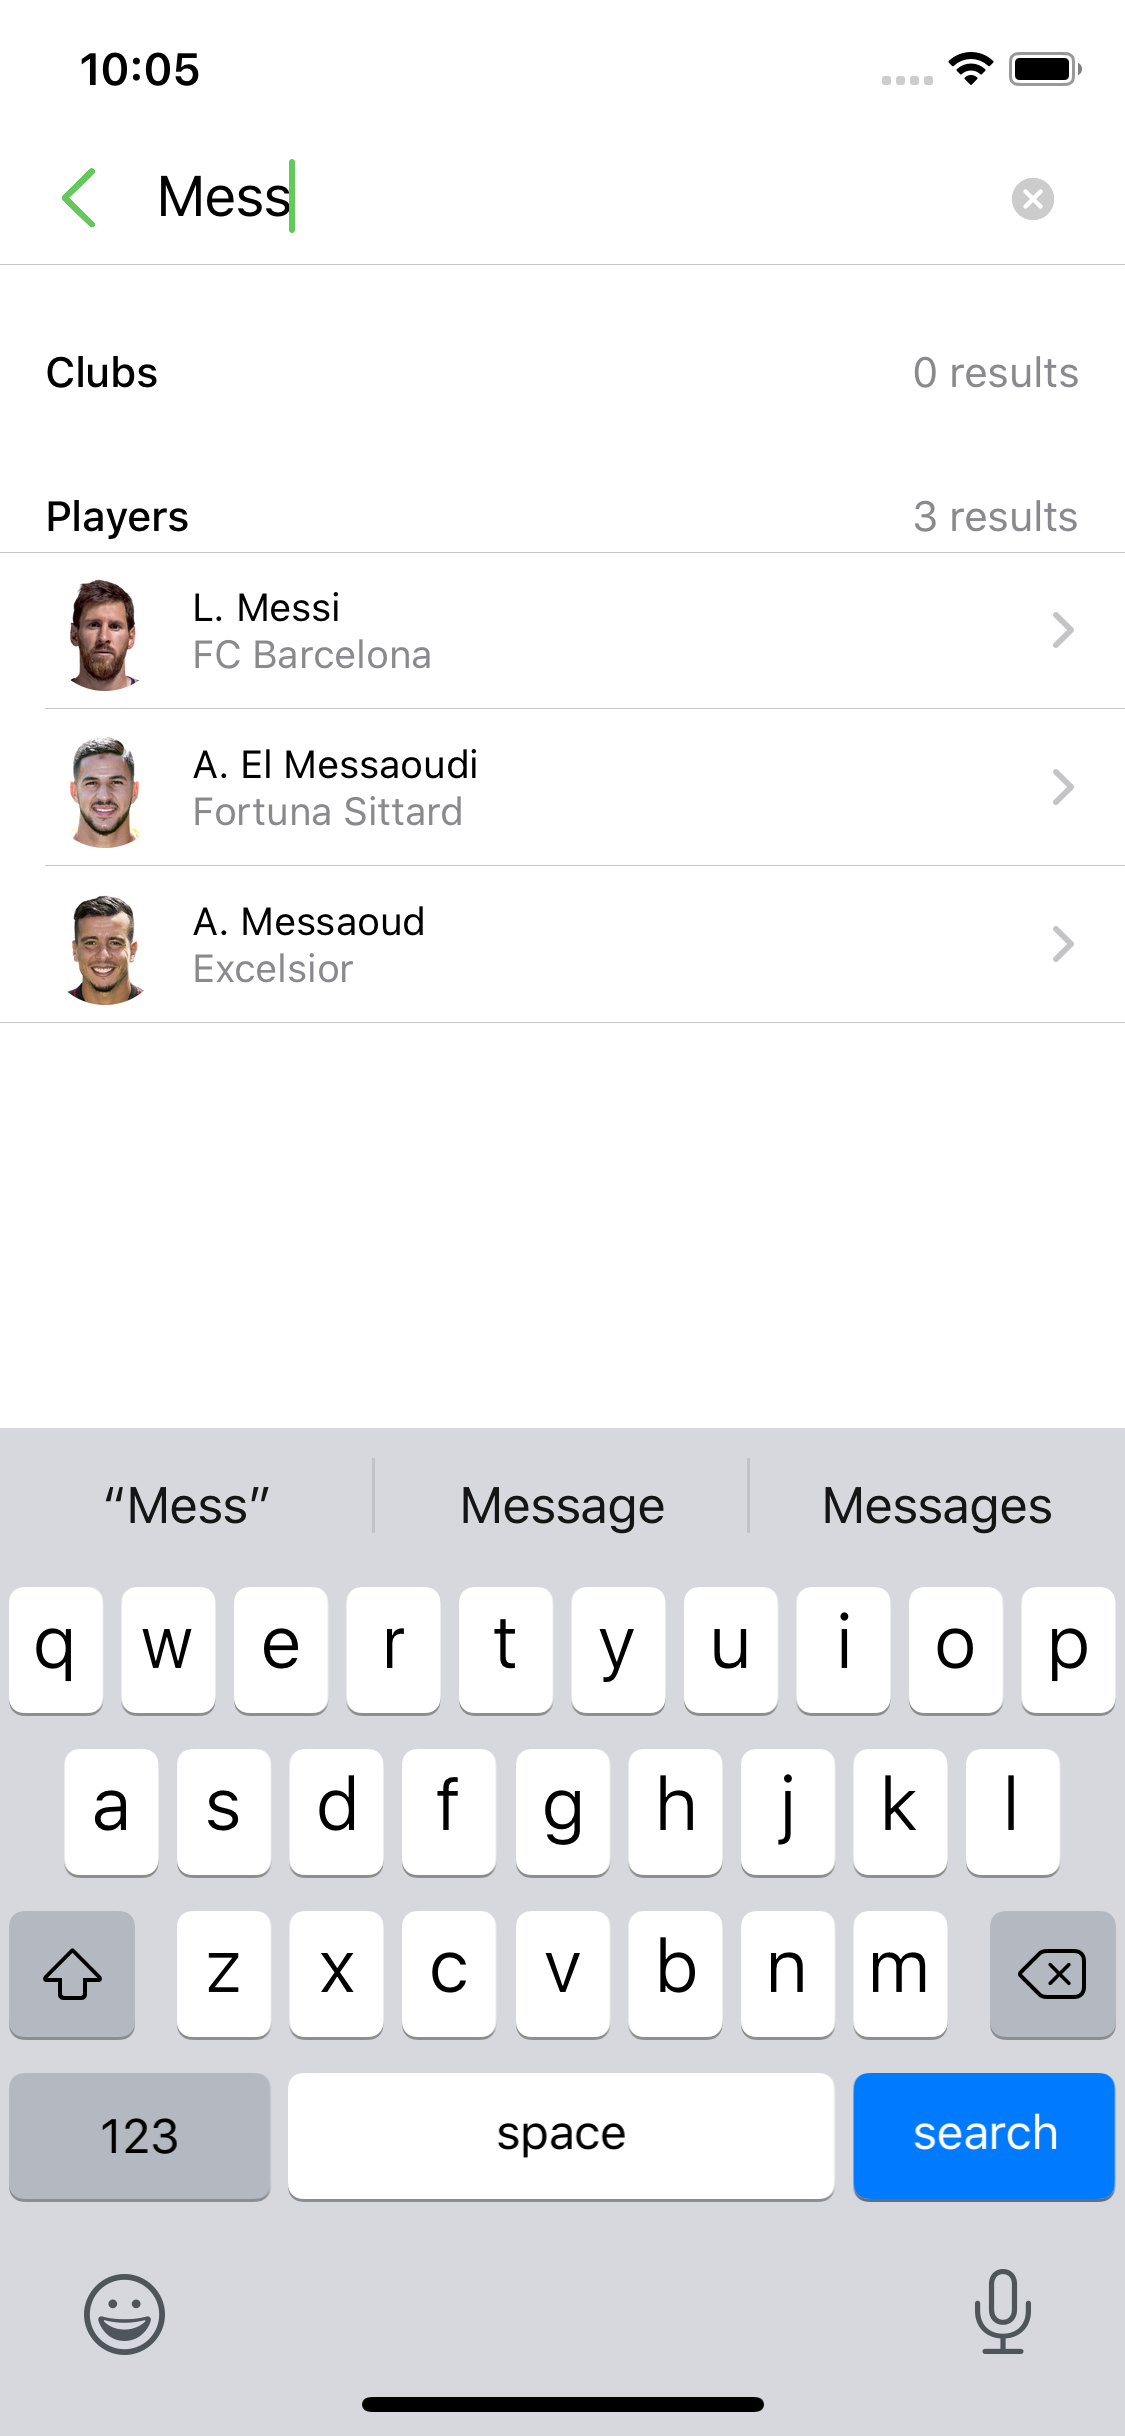 10:05
Mess
Clubs 0 results
Players 3 results
L. Messi
FC Barcelona
A. El Messaoudi
Fortuna Sittard
A. Messaoud
Excelsior
“Mess” Message Messages
q w e r t y u i o p
a s d f g h j k l
z x c v b n m
123 space search